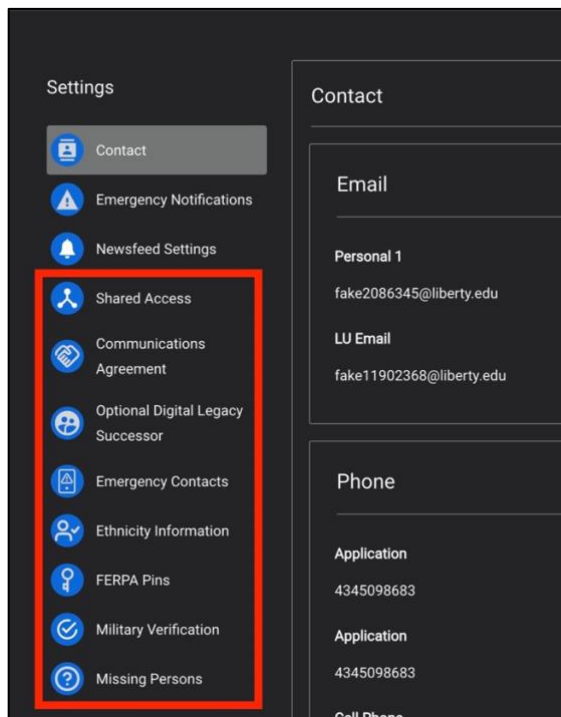 Settings
Contact
Emergency Notifications
Newsfeed Settings
Shared Access
Communications
Agreement
Optional Digital Legacy
Successor
Emergency Contacts
Ethnicity Information
FERPA Pins
Military Verification
Missing Persons
Contact
Email
Personal 1
fake2086345@liberty.edu
LU Email
fake11902368@liberty.edu
Phone
Application
4345098683
Application
4345098683
Cell Phone